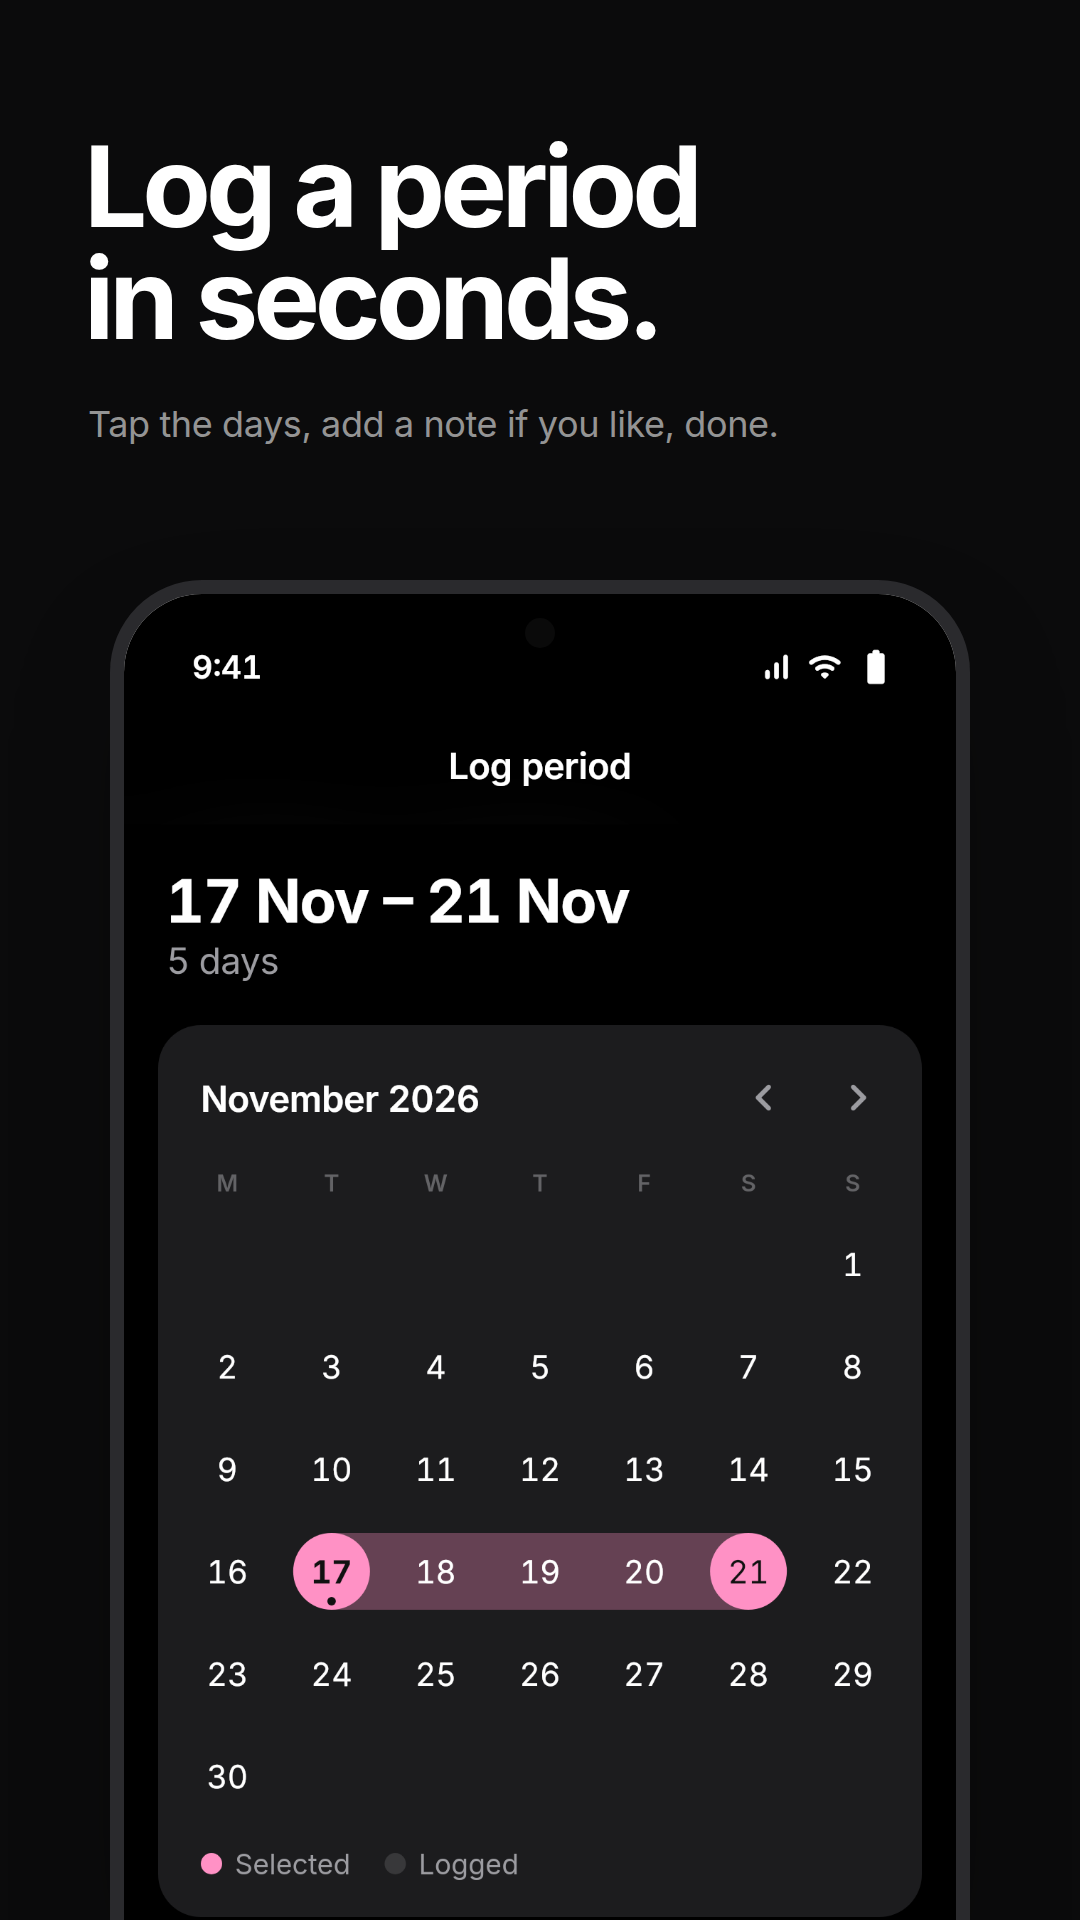 Log a period
in seconds.
Tap the days, add a note if you like, done.
9:41
Log period
17 Nov – 21 Nov
5 days
November 2026
M T W T F S S
1
2 3 4 5 6 7 8
9 10 11 12 13 14 15
16 17 18 19 20 21 22
23 24 25 26 27 28 29
30
Selected Logged